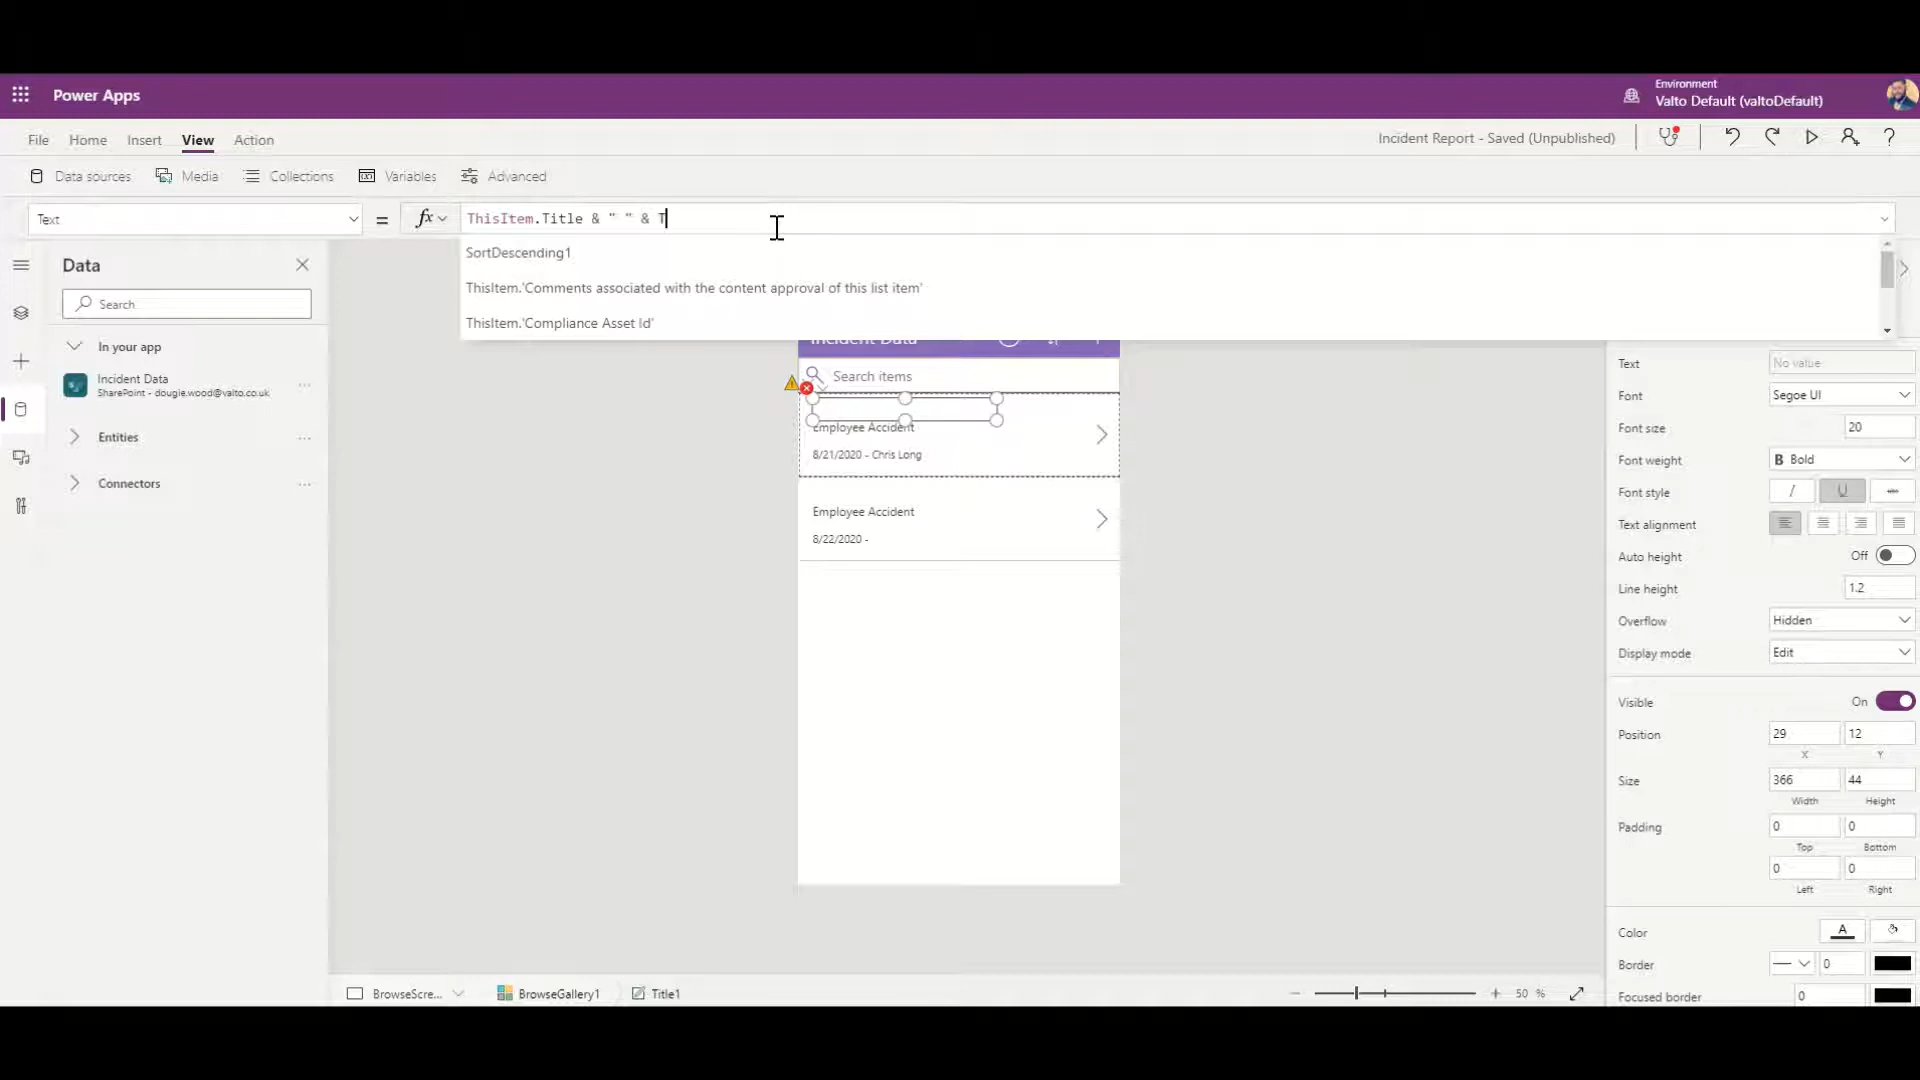 Power Apps
Environment
Valto Default (valtoDefault)
File Home Insert View Action
Incident Report - Saved (Unpublished)
?
Data sources Media Collections Variables Advanced
Text = fx ThisItem.Title & " " & T
SortDescending1
ThisItem.'Comments associated with the content approval of this list item'
ThisItem.'Compliance Asset Id'
Data
Search
In your app
Incident Data
SharePoint - dougie.wood@valto.co.uk
Entities
Connectors
Incident Data
Search items
Employee Accident
8/21/2020 - Chris Long
Employee Accident
8/22/2020 -
Text No value
Font Segoe UI
Font size 20
Font weight B Bold
Font style / U
Text alignment
Auto height Off
Line height 1.2
Overflow Hidden
Display mode Edit
Visible On
Position 29 12
X Y
Size 366 44
Width Height
Padding 0 0
Top Bottom
0 0
Left Right
Color A
Border 0
Focused border 0
BrowseScre... BrowseGallery1 Title1
50 %